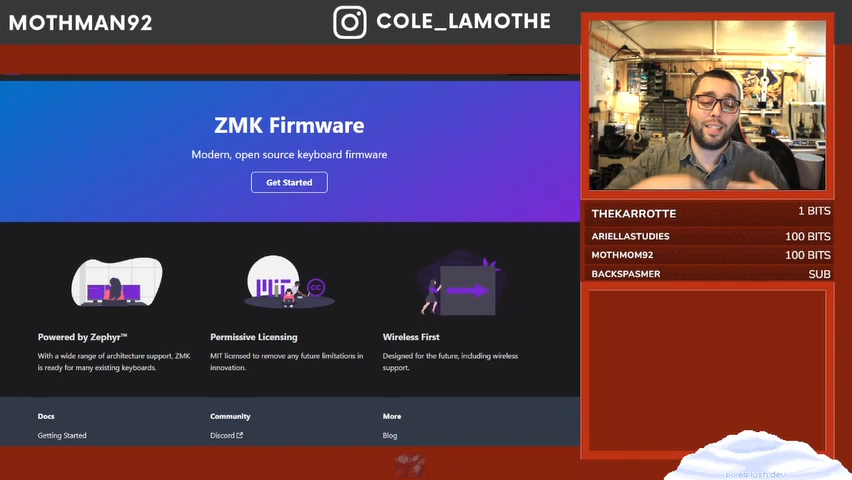 MOTHMAN92
COLE_LAMOTHE
ZMK Firmware
Modern, open source keyboard firmware
Get Started
MIT
CC
Powered by Zephyr™
With a wide range of architecture support, ZMK
is ready for many existing keyboards.
Permissive Licensing
MIT licensed to remove any future limitations in
innovation.
Wireless First
Designed for the future, including wireless
support.
Docs
Getting Started
Community
Discord
More
Blog
THEKARROTTE 1 BITS
ARIELLASTUDIES 100 BITS
MOTHMOM92 100 BITS
BACKSPASMER SUB
pixelplush.dev